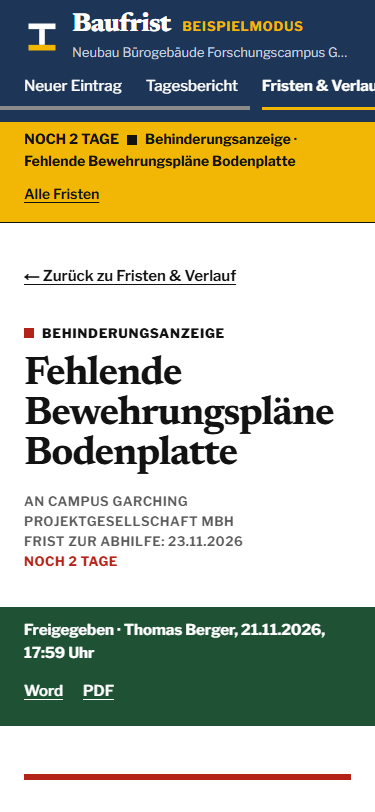 Baufrist BEISPIELMODUS
Neubau Bürogebäude Forschungscampus G...
Neuer Eintrag Tagesbericht Fristen & Verlau
NOCH 2 TAGE ■ Behinderungsanzeige ·
Fehlende Bewehrungspläne Bodenplatte
Alle Fristen
← Zurück zu Fristen & Verlauf
BEHINDERUNGSANZEIGE
Fehlende
Bewehrungspläne
Bodenplatte
AN CAMPUS GARCHING
PROJEKTGESELLSCHAFT MBH
FRIST ZUR ABHILFE: 23.11.2026
NOCH 2 TAGE
Freigegeben · Thomas Berger, 21.11.2026,
17:59 Uhr
Word PDF